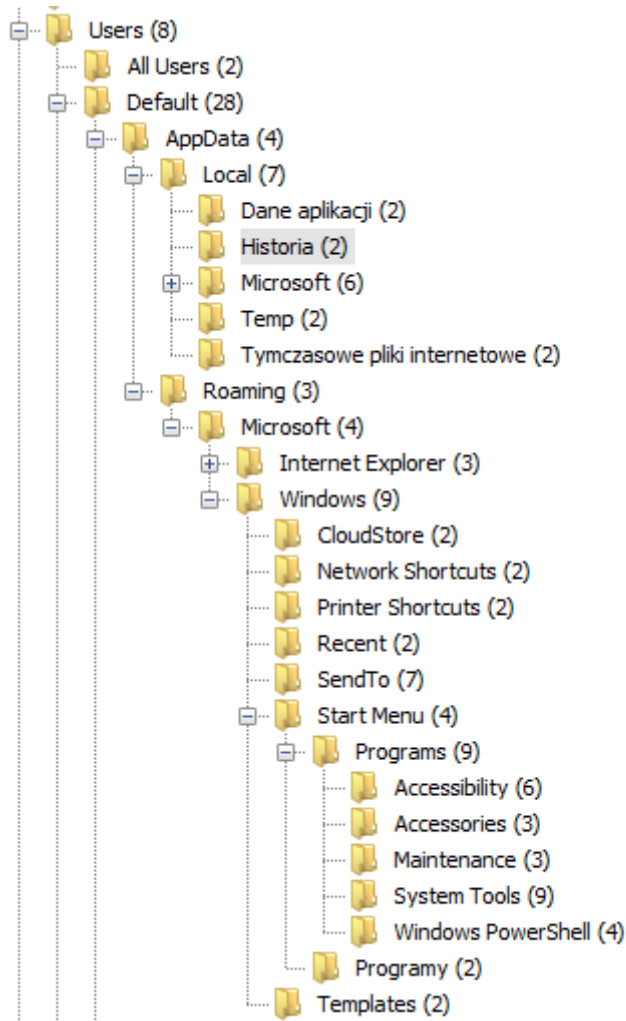 Users (8)
All Users (2)
Default (28)
AppData (4)
Local (7)
Dane aplikacji (2)
Historia (2)
Microsoft (6)
Temp (2)
Tymczasowe pliki internetowe (2)
Roaming (3)
Microsoft (4)
Internet Explorer (3)
Windows (9)
CloudStore (2)
Network Shortcuts (2)
Printer Shortcuts (2)
Recent (2)
SendTo (7)
Start Menu (4)
Programs (9)
Accessibility (6)
Accessories (3)
Maintenance (3)
System Tools (9)
Windows PowerShell (4)
Programy (2)
Templates (2)